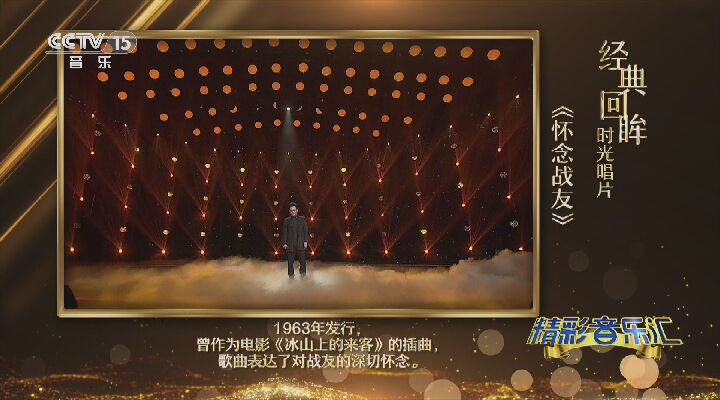 CCTV 15
音乐
经典回眸
时光唱片
《怀念战友》
1963年发行，
曾作为电影《冰山上的来客》的插曲，
歌曲表达了对战友的深切怀念。
精彩音乐汇